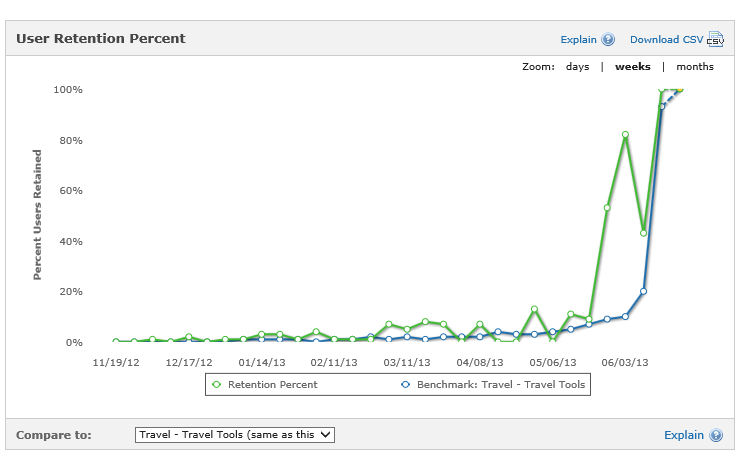 User Retention Percent
Explain
Download CSV
CSV
Zoom: days | weeks | months
100%
80%
60%
40%
20%
0%
Percent Users Retained
11/19/12 12/17/12 01/14/13 02/11/13 03/11/13 04/08/13 05/06/13 06/03/13
Retention Percent Benchmark: Travel - Travel Tools
Compare to: Travel - Travel Tools (same as this Explain